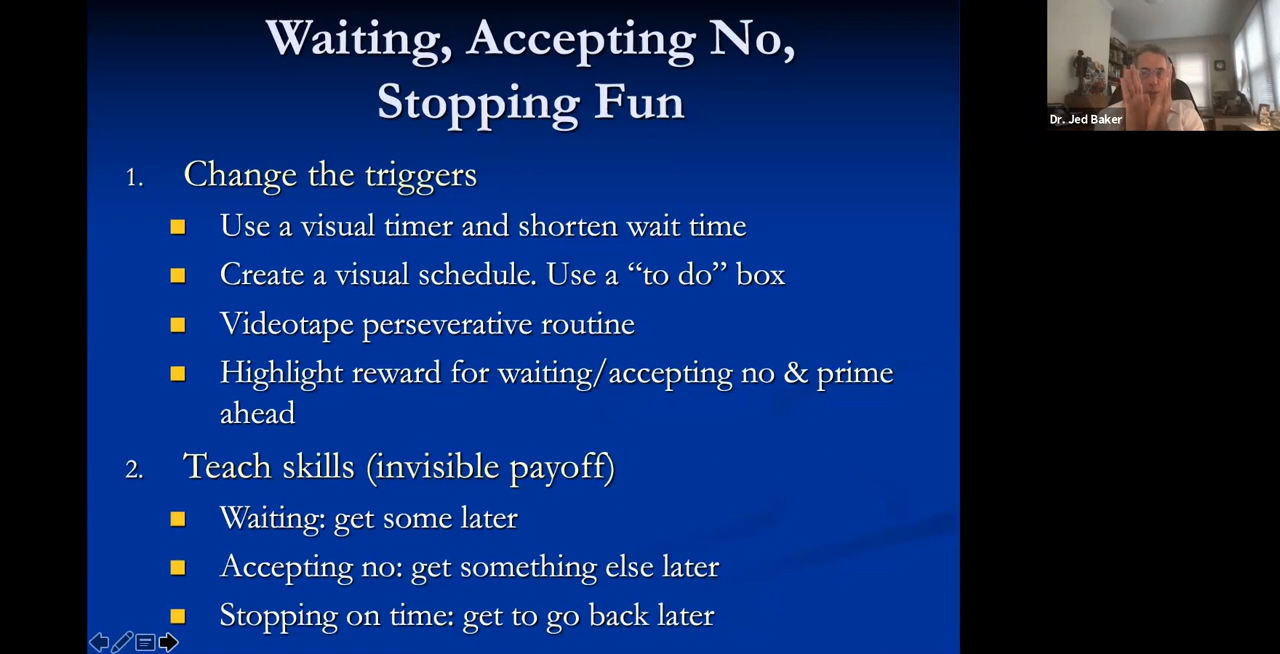 Waiting, Accepting No,
Stopping Fun
Dr. Jed Baker
1. Change the triggers
Use a visual timer and shorten wait time
Create a visual schedule. Use a “to do” box
Videotape perseverative routine
Highlight reward for waiting/accepting no & prime
ahead
2. Teach skills (invisible payoff)
Waiting: get some later
Accepting no: get something else later
Stopping on time: get to go back later